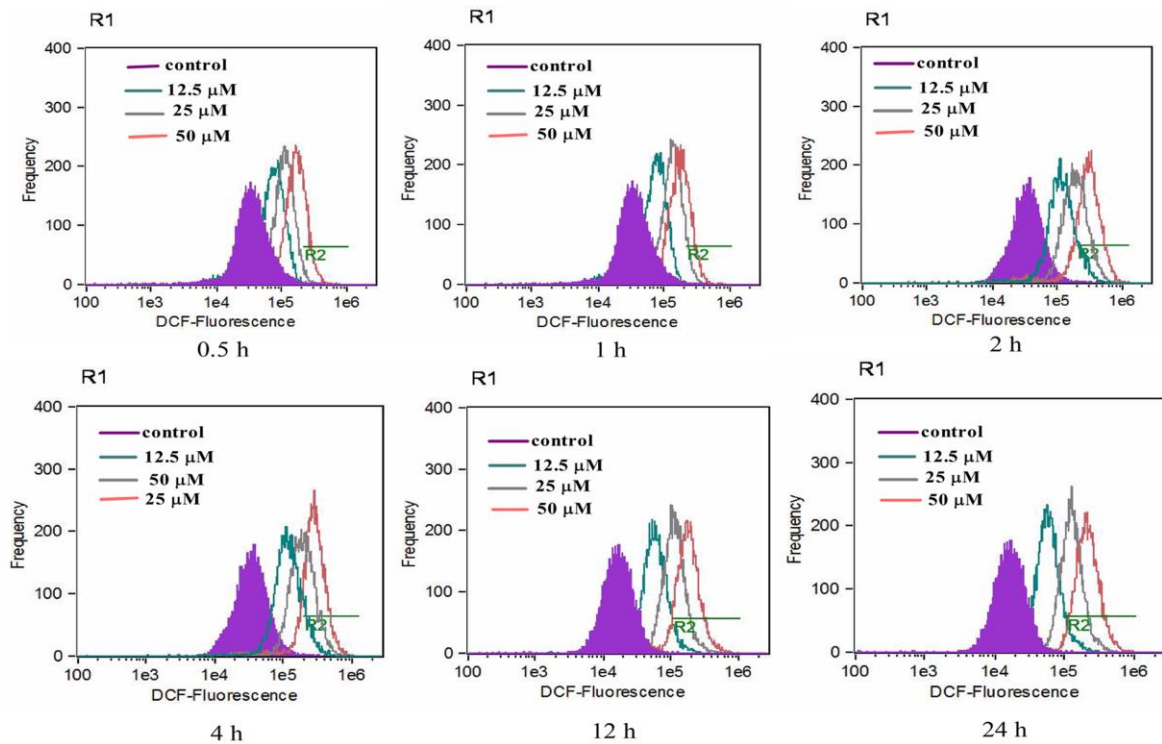 R1
400
300
200
100
0
Frequency
control
12.5 μM
25 μM
50 μM
R2
100 1e3 1e4 1e5 1e6
DCF-Fluorescence
0.5 h
R1
400
300
200
100
0
Frequency
control
12.5 μM
25 μM
50 μM
R2
100 1e3 1e4 1e5 1e6
DCF-Fluorescence
1 h
R1
400
300
200
100
0
Frequency
control
12.5 μM
25 μM
50 μM
R2
100 1e3 1e4 1e5 1e6
DCF-Fluorescence
2 h
R1
400
300
200
100
0
Frequency
control
12.5 μM
50 μM
25 μM
R2
100 1e3 1e4 1e5 1e6
DCF-Fluorescence
4 h
R1
400
300
200
100
0
Frequency
control
12.5 μM
25 μM
50 μM
R2
100 1e3 1e4 1e5 1e6
DCF-Fluorescence
12 h
R1
400
300
200
100
0
Frequency
control
12.5 μM
25 μM
50 μM
R2
100 1e3 1e4 1e5 1e6
DCF-Fluorescence
24 h